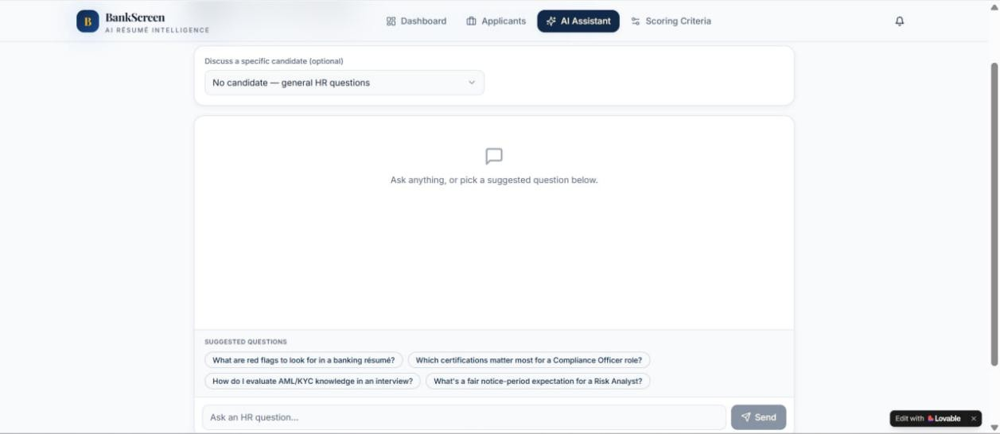 B BankScreen
AI RÉSUMÉ INTELLIGENCE
Dashboard Applicants AI Assistant Scoring Criteria
Discuss a specific candidate (optional)
No candidate — general HR questions
Ask anything, or pick a suggested question below.
SUGGESTED QUESTIONS
What are red flags to look for in a banking résumé? Which certifications matter most for a Compliance Officer role?
How do I evaluate AML/KYC knowledge in an interview? What's a fair notice-period expectation for a Risk Analyst?
Ask an HR question... Send
Edit with Lovable ×